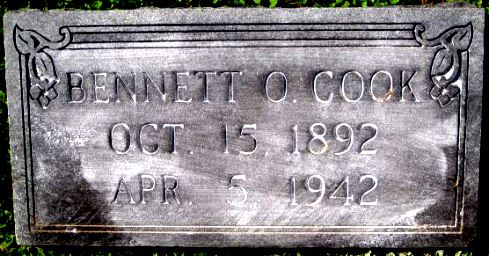 BENNETT O. COOK
OCT. 15, 1892
APR. 5, 1942